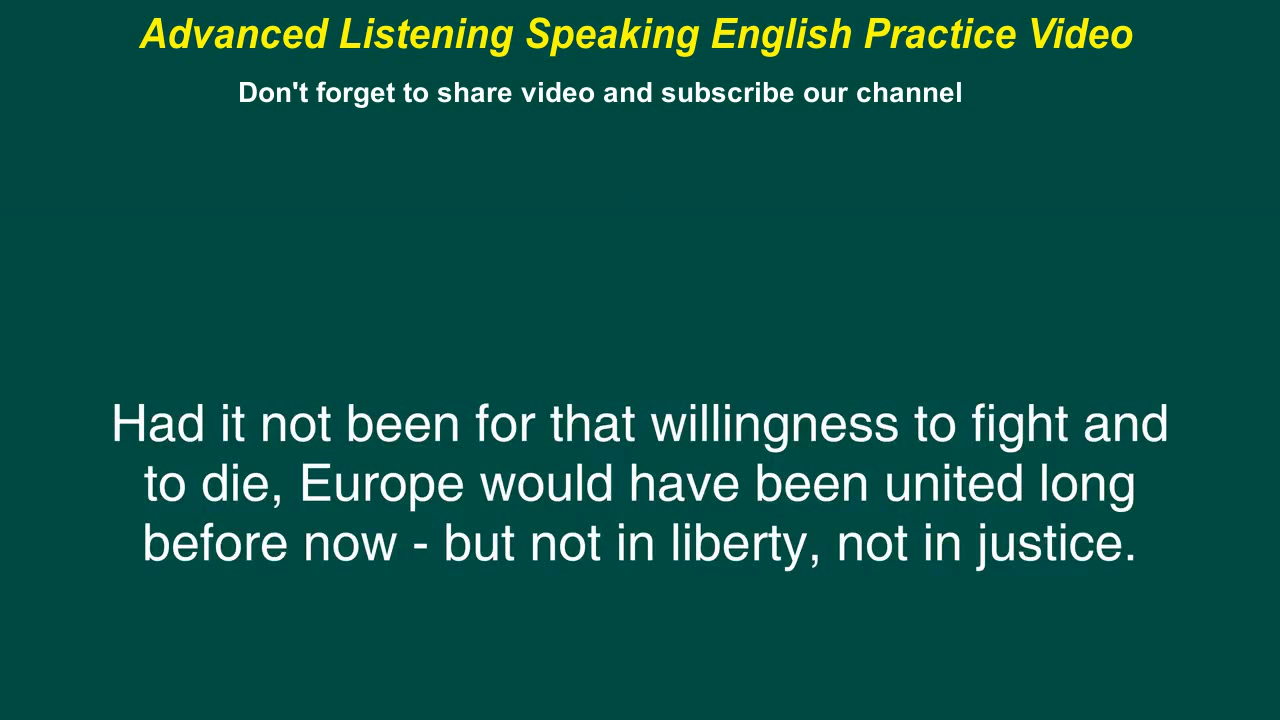 Advanced Listening Speaking English Practice Video
Don't forget to share video and subscribe our channel
Had it not been for that willingness to fight and
to die, Europe would have been united long
before now - but not in liberty, not in justice.